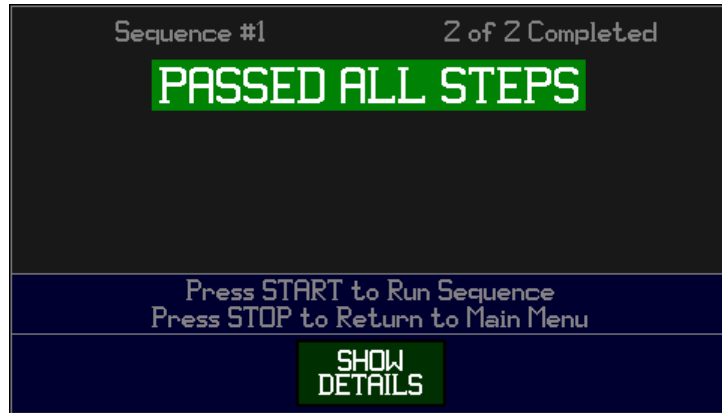 Sequence #1 2 of 2 Completed
PASSED ALL STEPS
Press START to Run Sequence
Press STOP to Return to Main Menu
SHOW
DETAILS